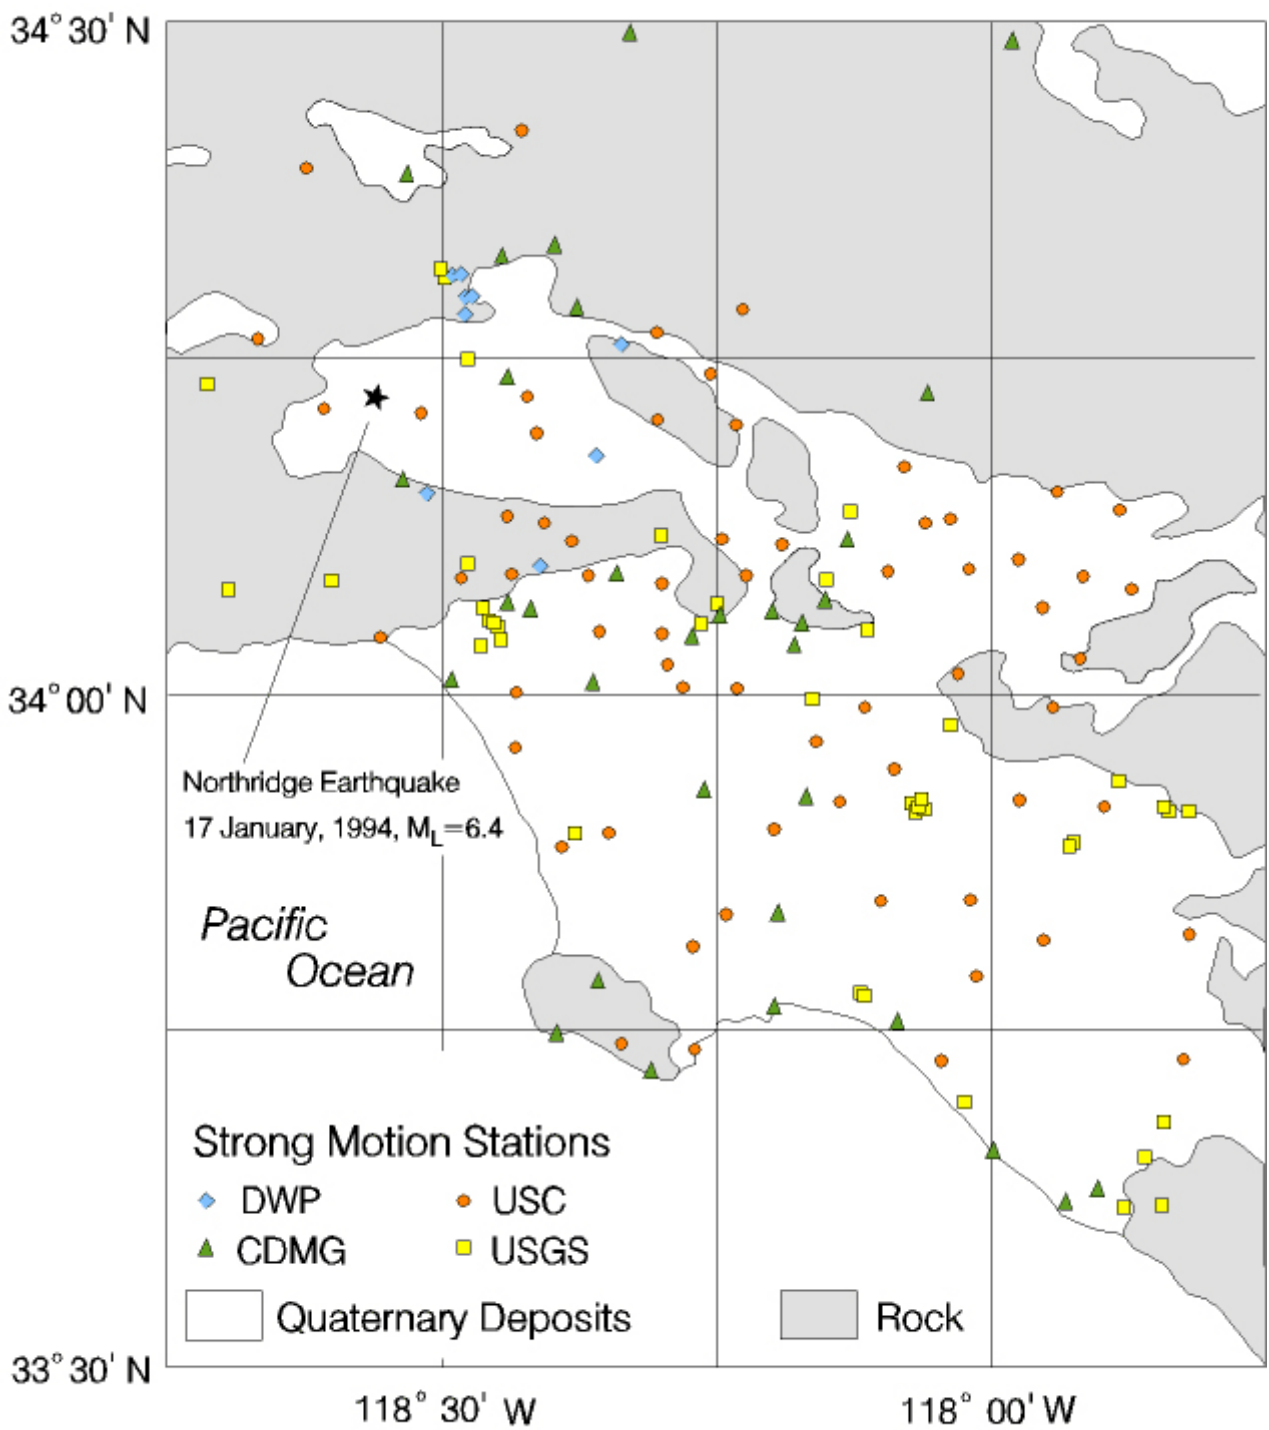 34° 30' N
34° 00' N
Northridge Earthquake
17 January, 1994, M_L=6.4
Pacific
Ocean
Strong Motion Stations
DWP USC
CDMG USGS
Quaternary Deposits Rock
33° 30' N
118° 30' W 118° 00' W